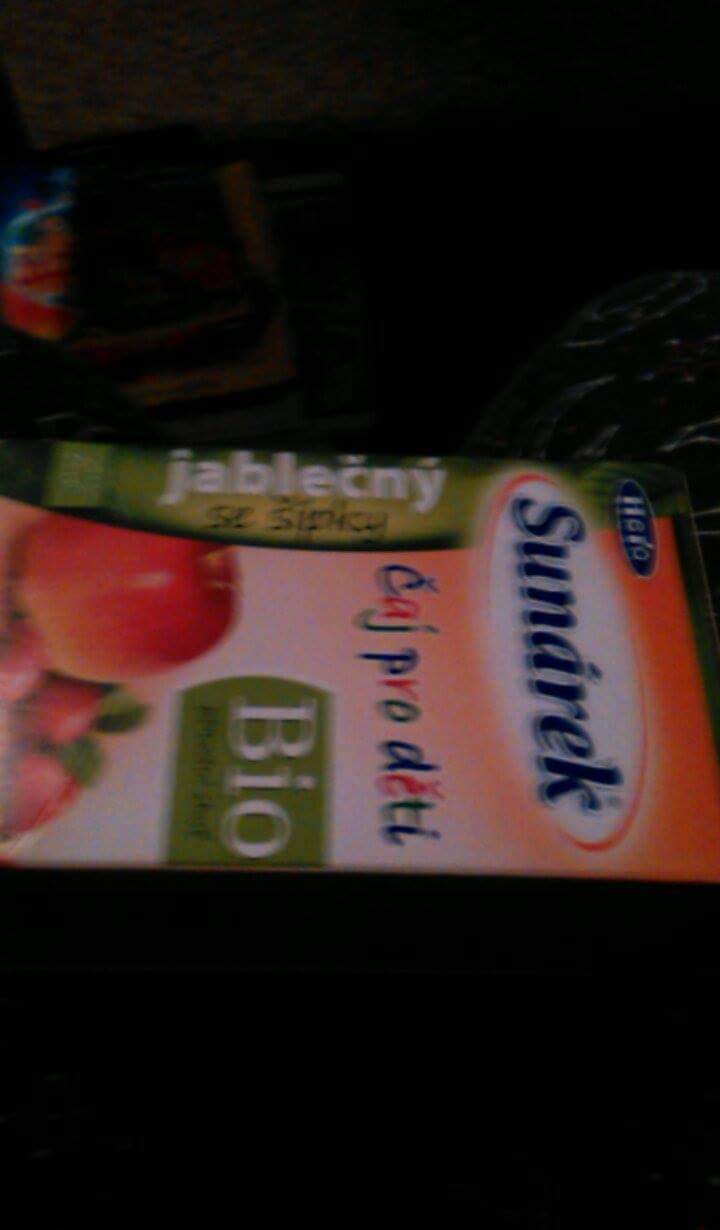 Hero
Sunárek
Čaj pro děti
jablečný
se šípky
Bio